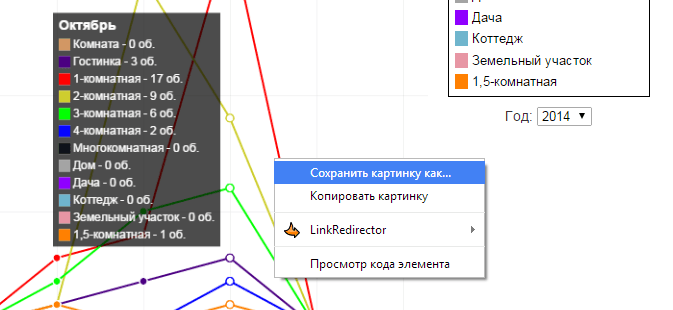 Октябрь
Комната - 0 об.
Гостинка - 3 об.
1-комнатная - 17 об.
2-комнатная - 9 об.
3-комнатная - 6 об.
4-комнатная - 2 об.
Многокомнатная - 0 об.
Дом - 0 об.
Дача - 0 об.
Коттедж - 0 об.
Земельный участок - 0 об.
1,5-комнатная - 1 об.
Дача
Коттедж
Земельный участок
1,5-комнатная
Год: 2014
Сохранить картинку как...
Копировать картинку
LinkRedirector
Просмотр кода элемента